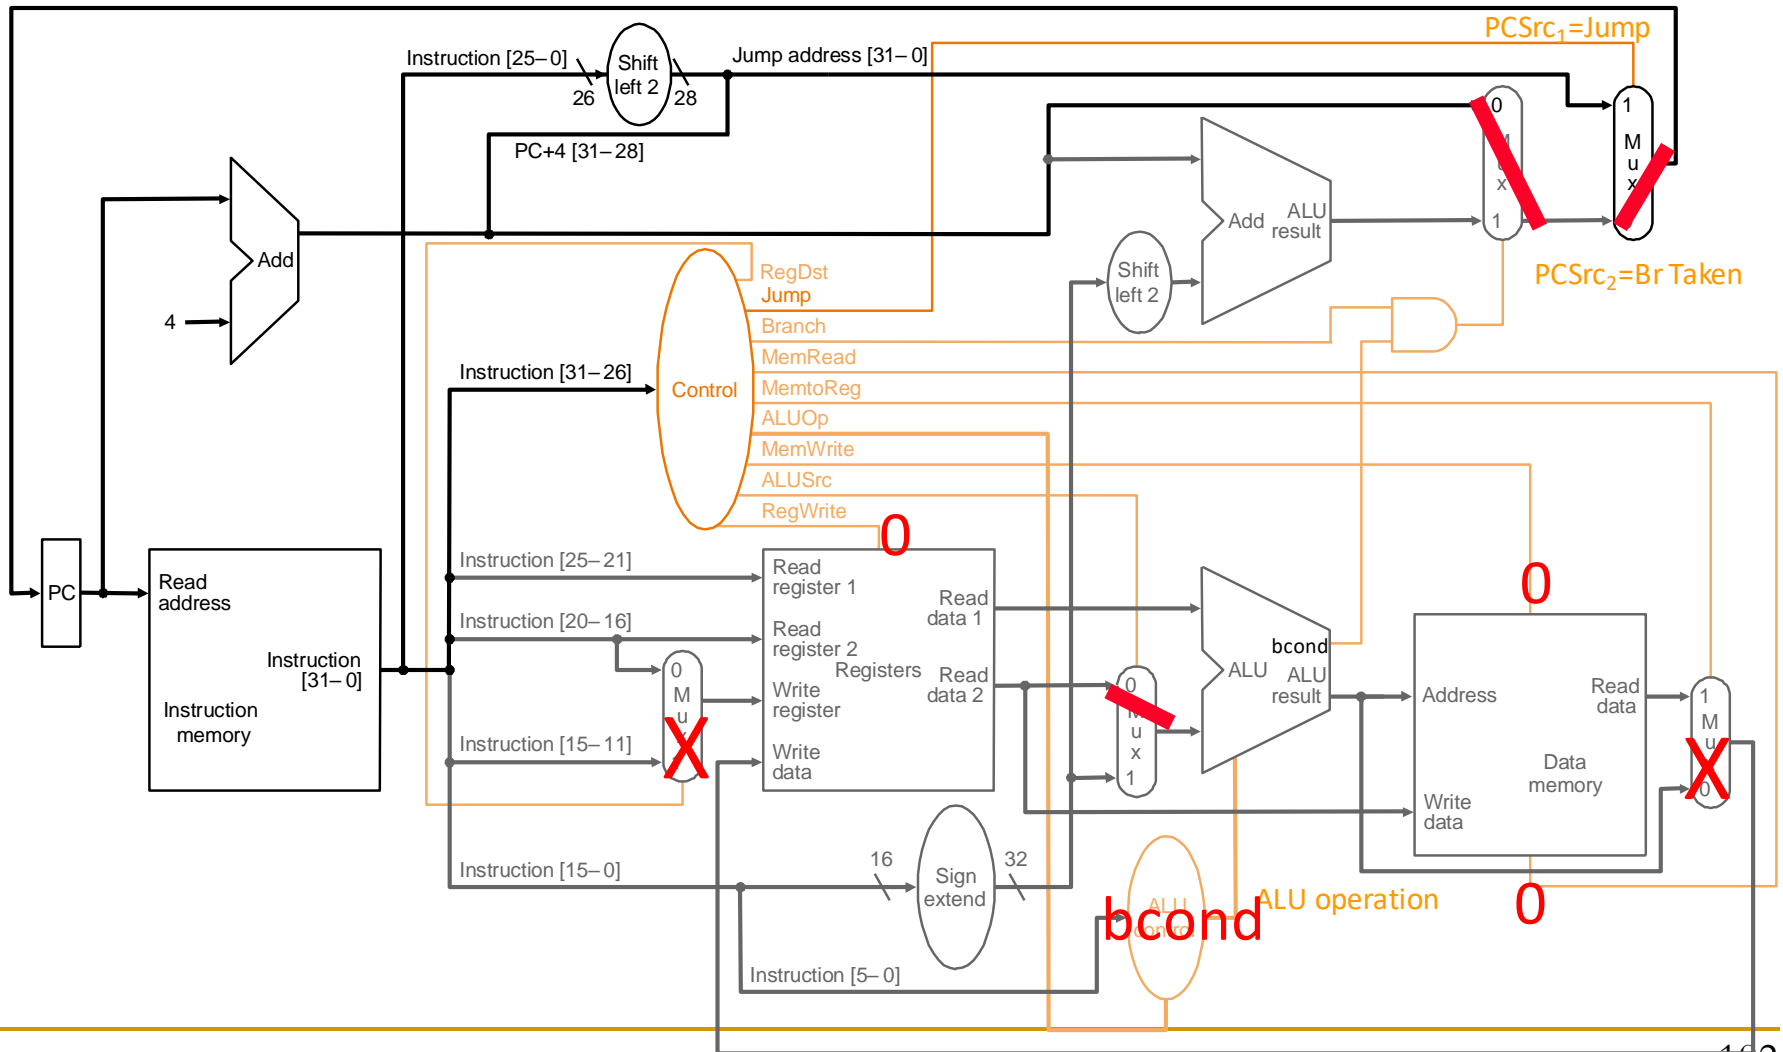 PCSrc1=Jump
Instruction [25–0]
Shift
left 2
Jump address [31–0]
26
28
PC+4 [31–28]
0
M
u
x
1
1
M
u
x
Add
ALU
result
Add
4
Shift
left 2
PCSrc2=Br Taken
RegDst
Jump
Branch
MemRead
MemtoReg
ALUOp
MemWrite
ALUSrc
RegWrite
Instruction [31–26]
Control
0
PC
Read
address
Instruction
[31–0]
Instruction
memory
Instruction [25–21]
Instruction [20–16]
Instruction [15–11]
Instruction [15–0]
Instruction [5–0]
0
M
u
X
Read
register 1
Read
register 2
Write
register
Write
data
Registers
Read
data 1
Read
data 2
0
M
u
x
1
bcond
ALU
ALU
result
0
Address
Read
data
Data
memory
Write
data
1
M
u
X
0
0
16
Sign
extend
32
ALU
control
bcond
ALU operation